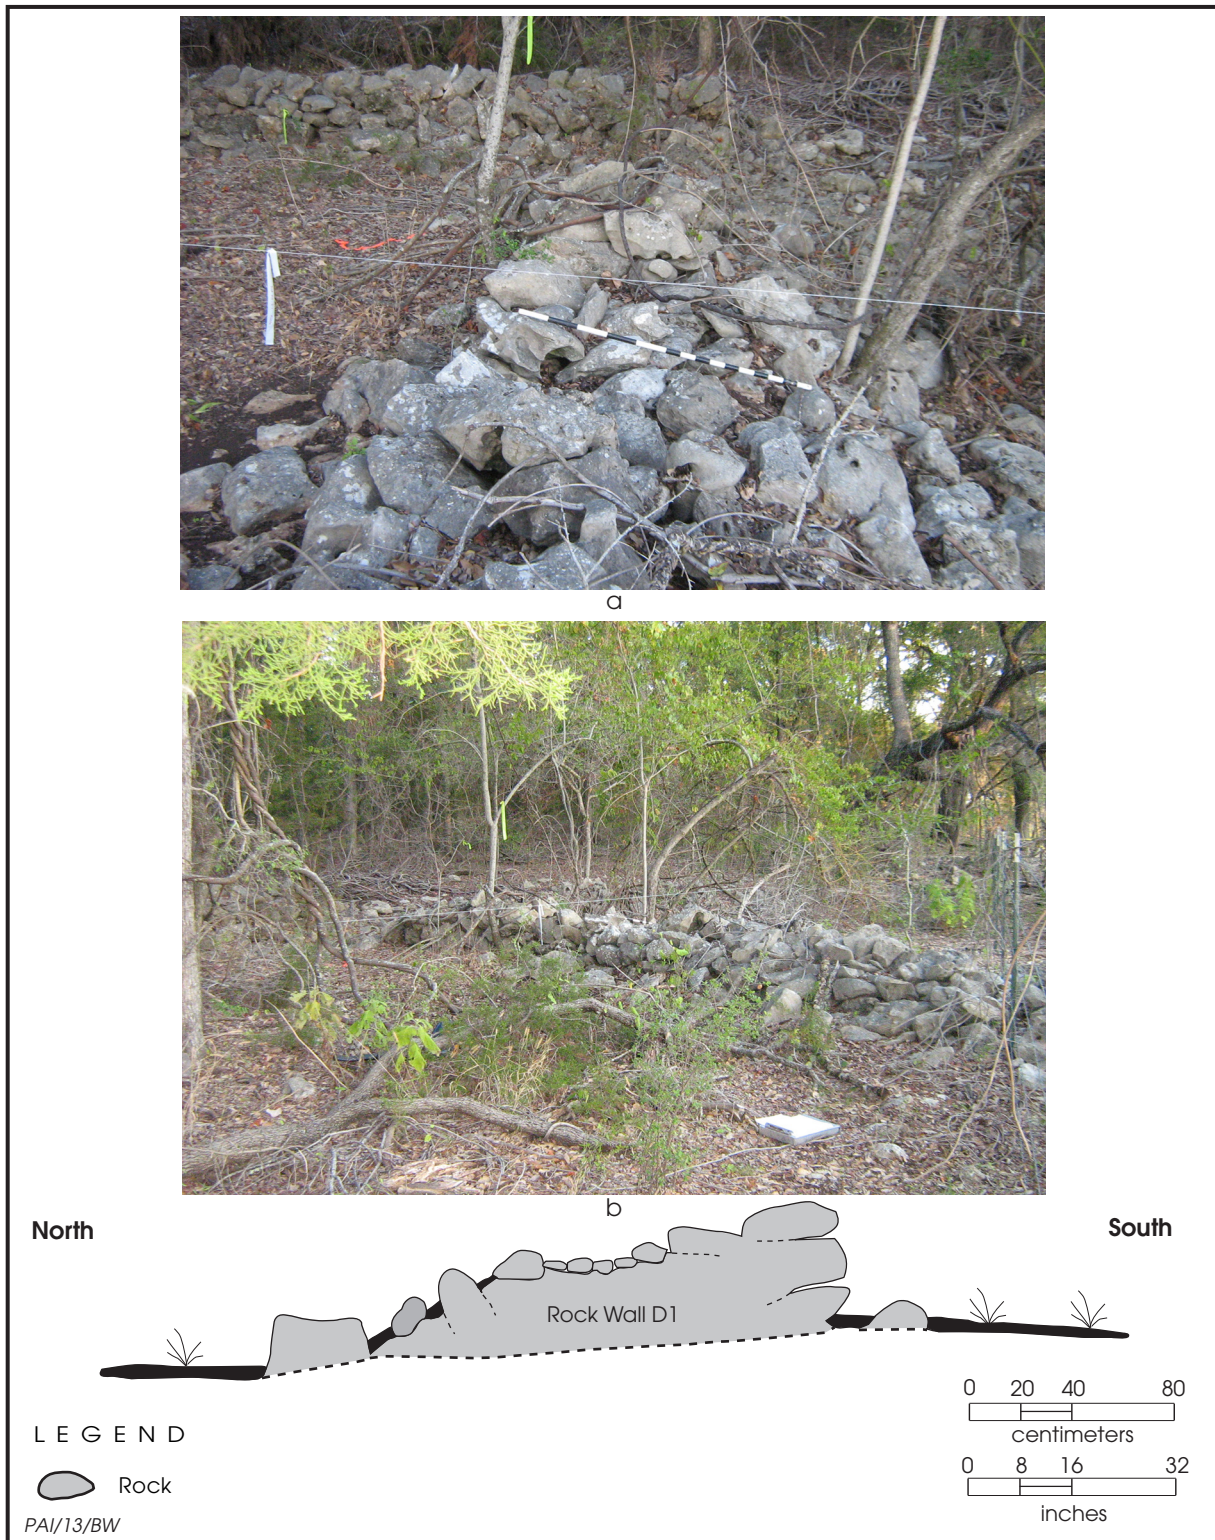 a
b
North South
Rock Wall D1
0 20 40 80
centimeters
LEGEND
0 8 16 32
Rock
inches
PAI/13/BW